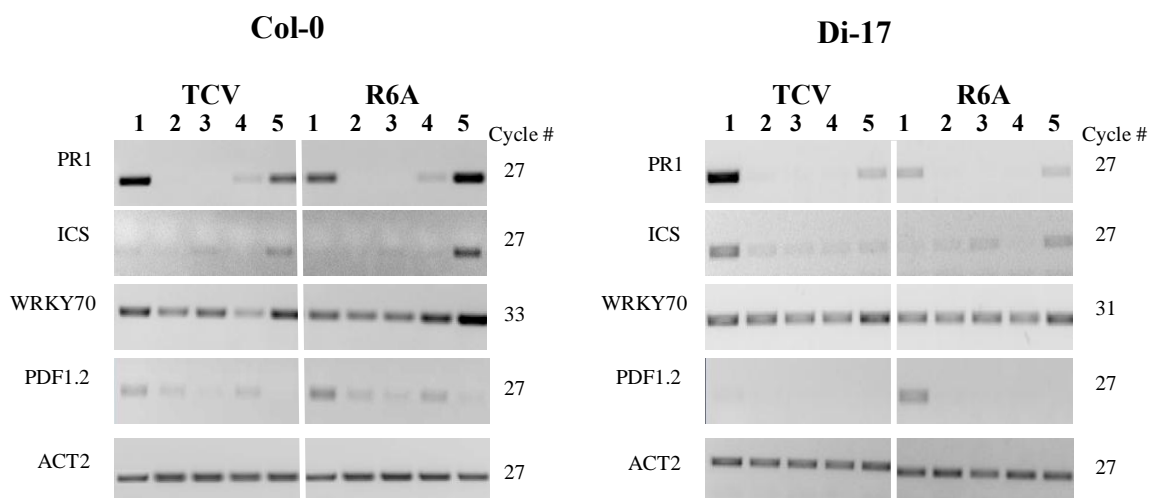 Col-0
Di-17
TCV R6A
1 2 3 4 5 1 2 3 4 5 Cycle #
PR1 27
ICS 27
WRKY70 33
PDF1.2 27
ACT2 27
TCV R6A
1 2 3 4 5 1 2 3 4 5 Cycle #
PR1 27
ICS 27
WRKY70 31
PDF1.2 27
ACT2 27